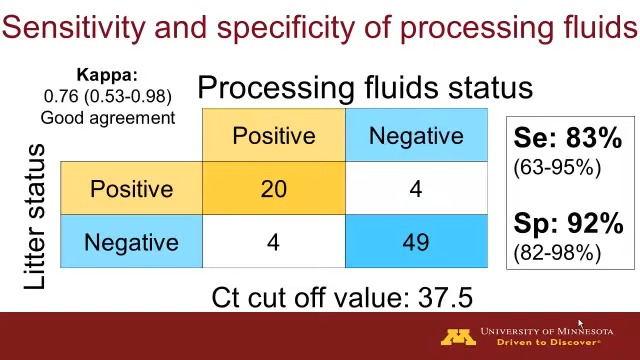 Sensitivity and specificity of processing fluids
Kappa:
0.76 (0.53-0.98)
Good agreement
Processing fluids status
Litter status
Positive Negative
Positive 20 4
Negative 4 49
Se: 83%
(63-95%)
Sp: 92%
(82-98%)
Ct cut off value: 37.5
M
UNIVERSITY OF MINNESOTA
Driven to Discover®